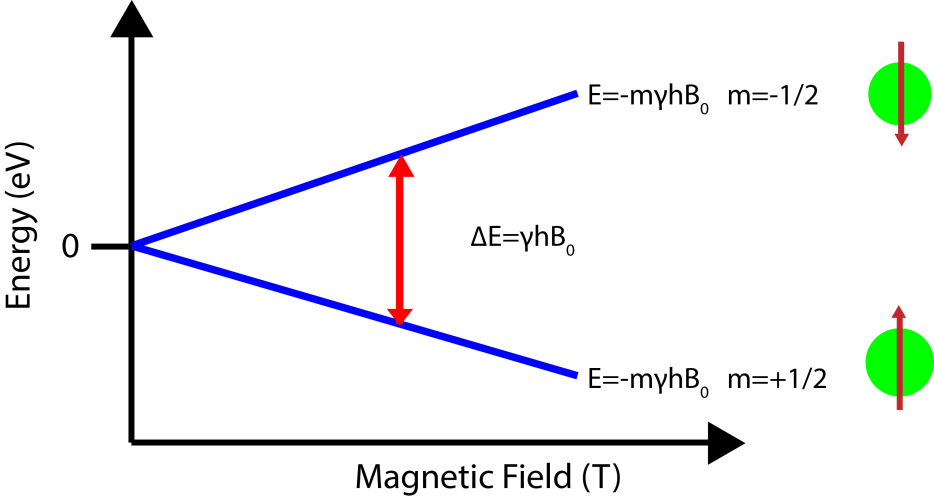 E=-mγhB₀ m=-1/2
Energy (eV)
0
ΔE=γhB₀
E=-mγhB₀ m=+1/2
Magnetic Field (T)